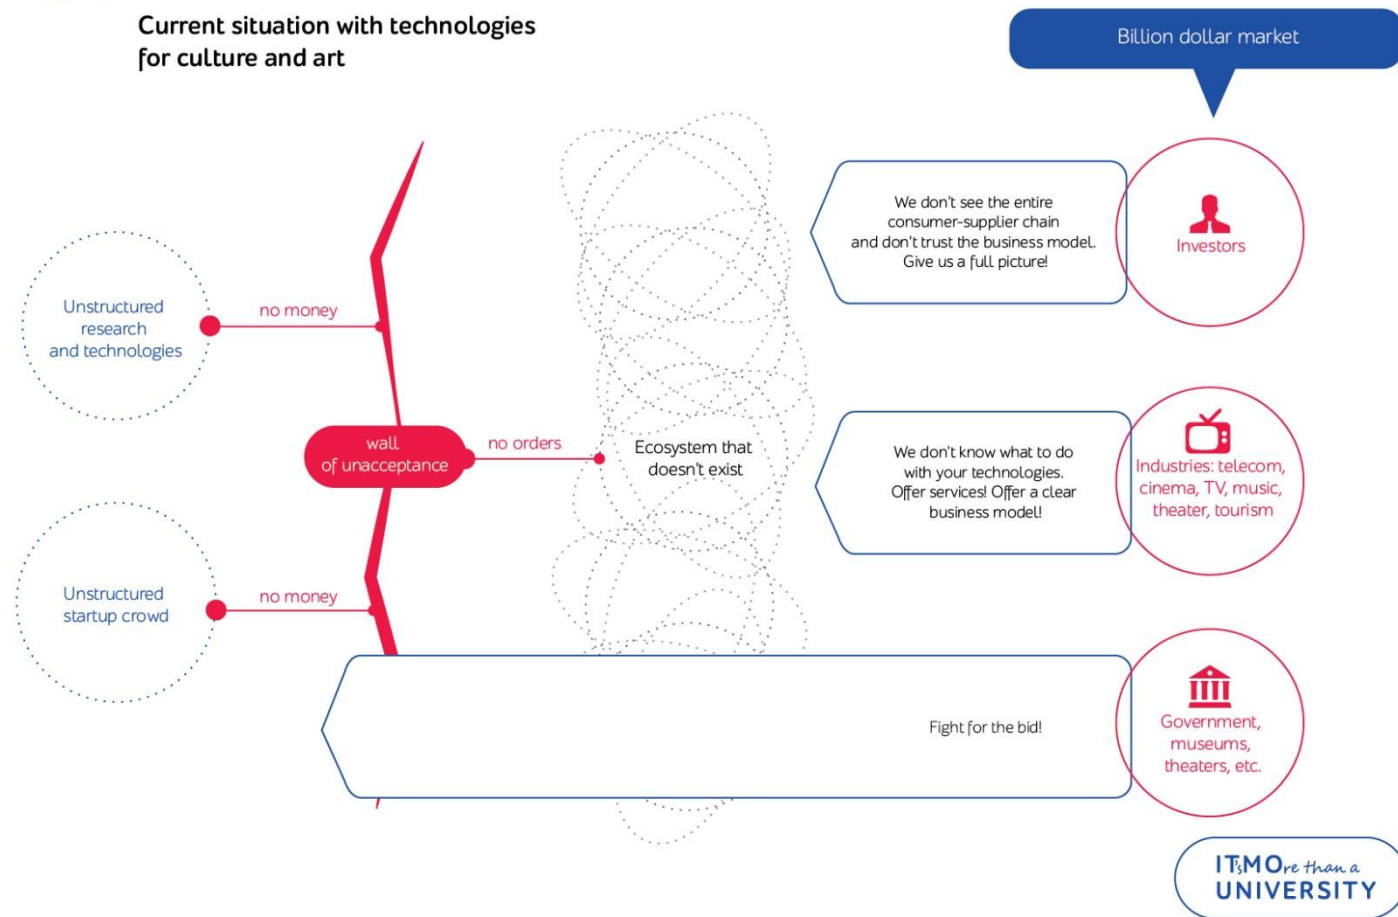 Current situation with technologies
for culture and art
Billion dollar market
We don't see the entire
consumer-supplier chain
and don't trust the business model.
Give us a full picture!
Investors
Unstructured
research
and technologies
no money
wall
of unacceptance
no orders
Ecosystem that
doesn't exist
We don't know what to do
with your technologies.
Offer services! Offer a clear
business model!
Industries: telecom,
cinema, TV, music,
theater, tourism
Unstructured
startup crowd
no money
Fight for the bid!
Government,
museums,
theaters, etc.
IT'sMOre than a
UNIVERSITY